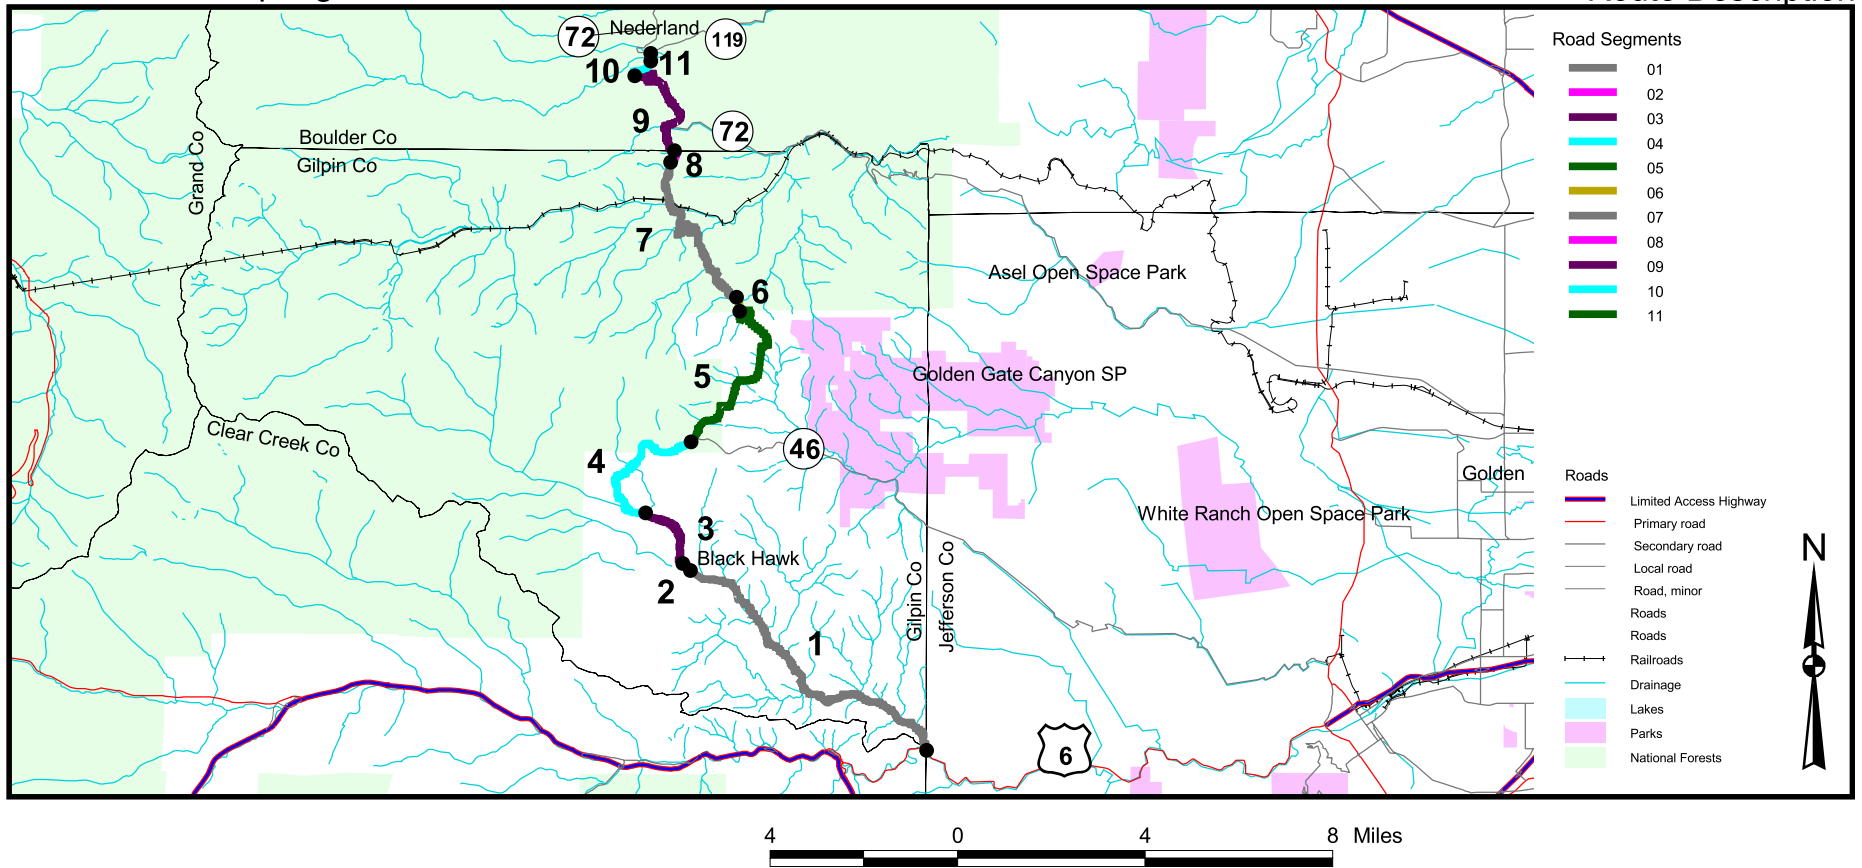 Nederland
72
119
10
11
9
72
8
Boulder Co
Gilpin Co
Grand Co
7
6
Asel Open Space Park
5
Golden Gate Canyon SP
Clear Creek Co
46
4
Golden
White Ranch Open Space Park
3
Black Hawk
2
Gilpin Co
Jefferson Co
1
6
Road Segments
01
02
03
04
05
06
07
08
09
10
11
Roads
Limited Access Highway
Primary road
Secondary road
Local road
Road, minor
Roads
Roads
Railroads
Drainage
Lakes
Parks
National Forests
N
4 0 4 8 Miles